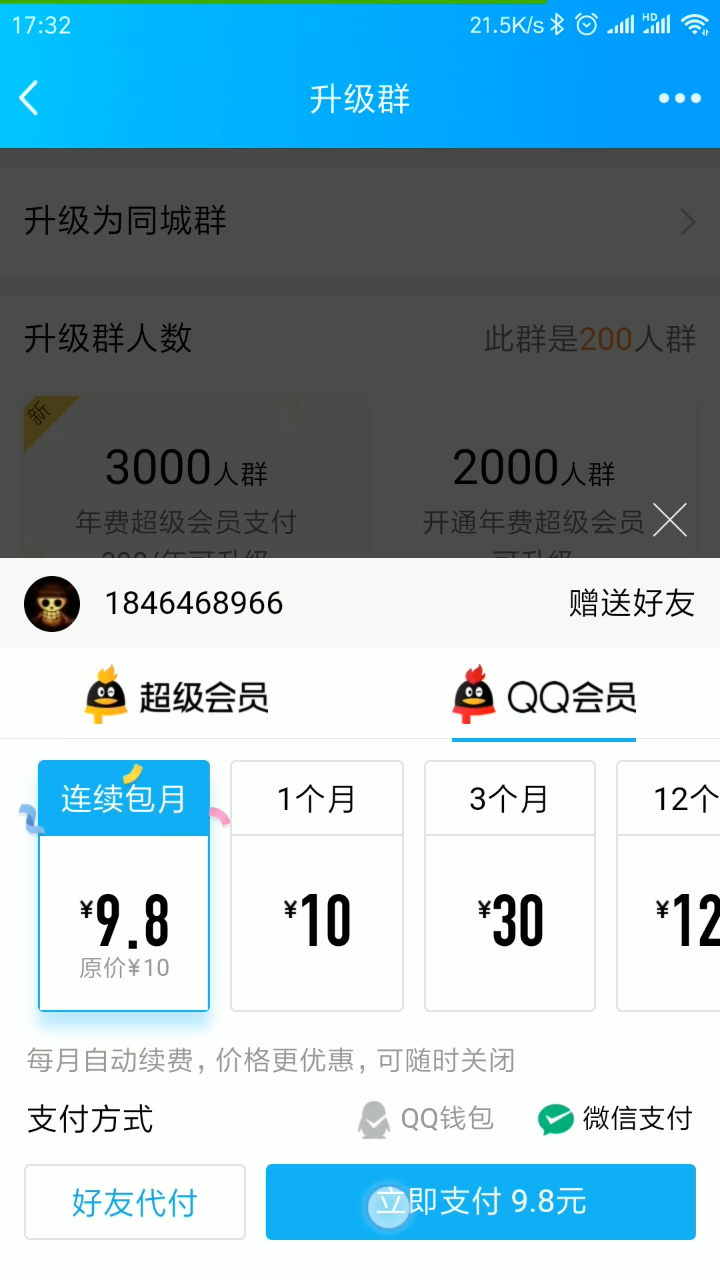 17:32
21.5K/s
HD
升级群
升级为同城群
升级群人数
此群是200人群
新
3000人群
2000人群
年费超级会员支付
开通年费超级会员
可升级
1846468966
赠送好友
超级会员
QQ会员
连续包月
1个月
3个月
12个
¥9.8
原价¥10
¥10
¥30
¥12
每月自动续费，价格更优惠，可随时关闭
支付方式
QQ钱包
微信支付
好友代付
立即支付 9.8元